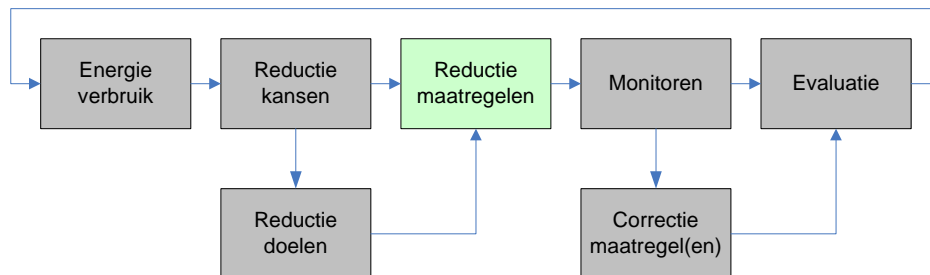 Energie
verbruik
Reductie
kansen
Reductie
maatregelen
Monitoren
Evaluatie
Reductie
doelen
Correctie
maatregel(en)